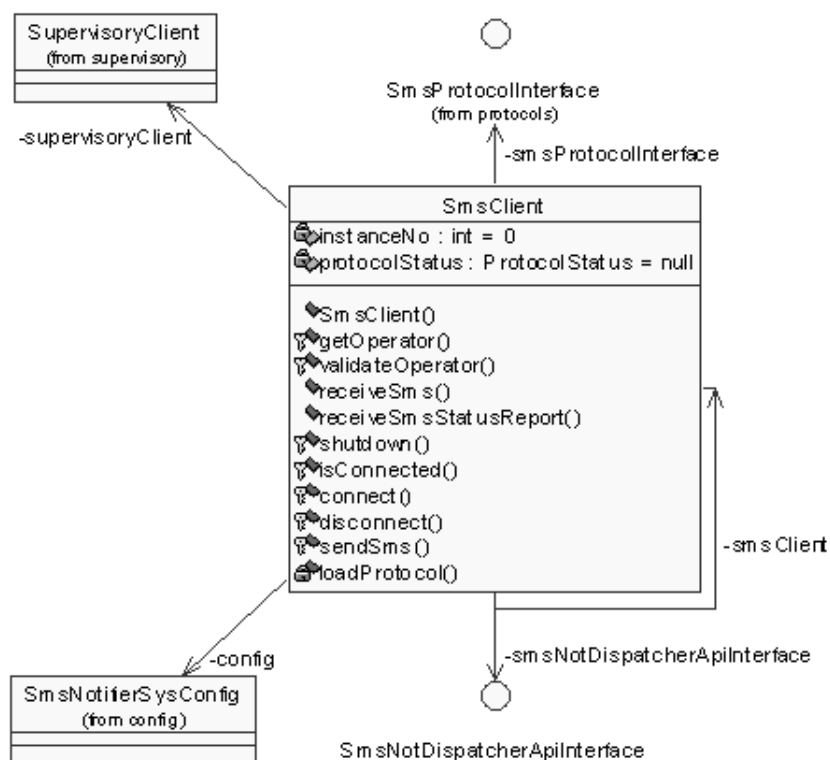 SupervisoryClient
(from supervisory)
SmsProtocolInterface
(from protocols)
-supervisoryClient
-smsProtocolInterface
SmsClient
instanceNo : int = 0
protocolStatus : ProtocolStatus = null
SmsClient()
getOperator()
validateOperator()
receiveSms()
receiveSmsStatusReport()
shutdown()
isConnected()
connect()
disconnect()
sendSms()
loadProtocol()
-smsClient
-config
-smsNotDispatcherApiInterface
SmsNotifierSysConfig
(from config)
SmsNotDispatcherApiInterface